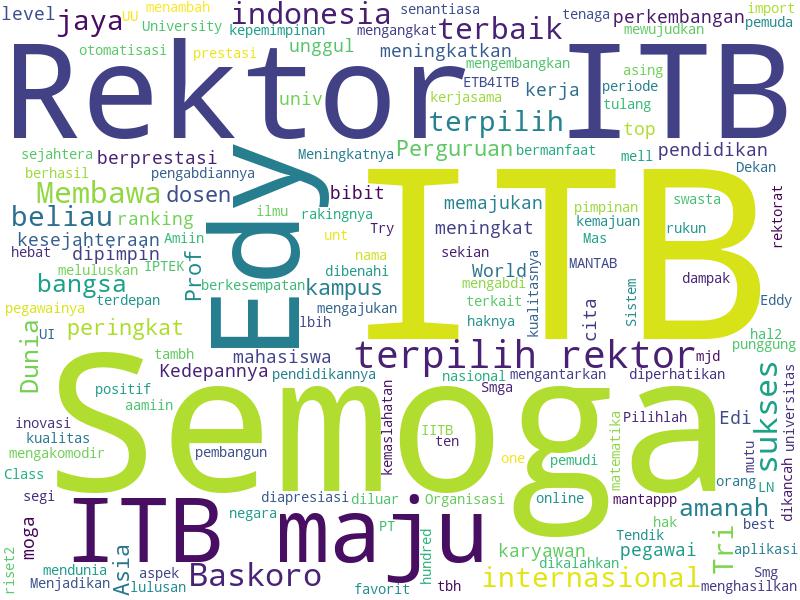 level
jaya
menambah
UU
University
kepemimpinan
indonesia
mengangkat
senantiasa
terbaik
tenaga
perkembangan
import
pemuda
mewujudkan
otomatisasi
prestasi
unggul
meningkatkan
mengembangkan
Rektor ITB
univ
ETB4ITB
kerja
kerjasama
asing
periode
tulang
terpilih
top
sejahtera
berprestasi
Meningkatnya
Perguruan
bermanfaat
mell
pendidikan
berhasil
pengabdiannya
Dekan
Membawa
dosen
Edy
bibit
ITB
memajukan
pimpinan
swasta
rektorat
beliau
ranking
ilmu
rakingnya
meningkat
kemajuan
rukun
kesejahteraan
Amiin
unt
Try
Mas
hebat
dipimpin
nama
sekian
meluluskan
IPTEK
Prof
dibenahi
World
MANTAB
dampak
bangsa
berkesempatan
kampus
mengabdi
kualitasnya
Sistem
terdepan
terkait
cita
Eddy
pegawainya
mengajukan
haknya
UI
peringkat
lbih
hal2
Dunia
punggung
tambh
mahasiswa
terpilih rektor
mjd
Kedepannya
pendidikannya
nasional
mengantarkan
diperhatikan
positif
Semoga
kemaslahatan
Smga
sukses
universitas
aamiin
inovasi
IITB
matematika
Pilihlah
Edi
kualitas
ten
mutu
mengakomodir
pembangun
one
pemudi
dikancah
Class
orang
LN
segi
ITB maju
diapresiasi
diluar
Organisasi
online
mantappp
amanah
negara
best
moga
PT
hak
Tendik
Tri
karyawan
pegawai
aplikasi
riset2
mendunia
Asia
aspek
Baskoro
hundred
dikalahkan
Smg
Menjadikan
lulusan
favorit
tbh
internasional
menghasilkan